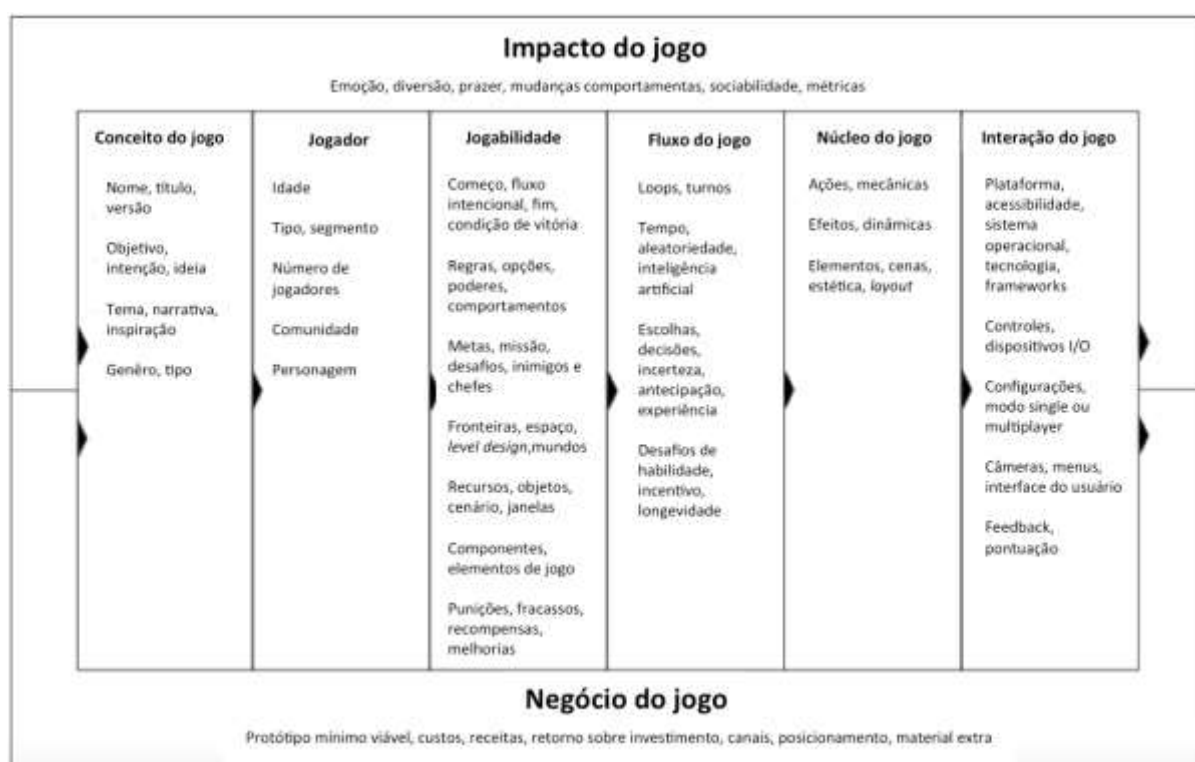 Impacto do jogo
Emoção, diversão, prazer, mudanças comportamentas, sociabilidade, métricas
Conceito do jogo
Nome, título,
versão
Objetivo,
intenção, ideia
Tema, narrativa,
inspiração
Genêro, tipo
Jogador
Idade
Tipo, segmento
Número de
jogadores
Comunidade
Personagem
Jogabilidade
Começo, fluxo
intencional, fim,
condição de vitória
Regras, opções,
poderes,
comportamentos
Metas, missão,
desafios, inimigos e
chefes
Fronteiras, espaço,
level design,mundos
Recursos, objetos,
cenário, janelas
Componentes,
elementos de jogo
Punições, fracassos,
recompensas,
melhorias
Fluxo do jogo
Loops, turnos
Tempo,
aleatoriedade,
inteligência
artificial
Escolhas,
decisões,
incerteza,
antecipação,
experiência
Desafios de
habilidade,
incentivo,
longevidade
Núcleo do jogo
Ações, mecânicas
Efeitos, dinâmicas
Elementos, cenas,
estética, layout
Interação do jogo
Plataforma,
acessibilidade,
sistema
operacional,
tecnologia,
frameworks
Controles,
dispositivos I/O
Configurações,
modo single ou
multiplayer
Câmeras, menus,
interface do usuário
Feedback,
pontuação
Negócio do jogo
Protótipo mínimo viável, custos, receitas, retorno sobre investimento, canais, posicionamento, material extra